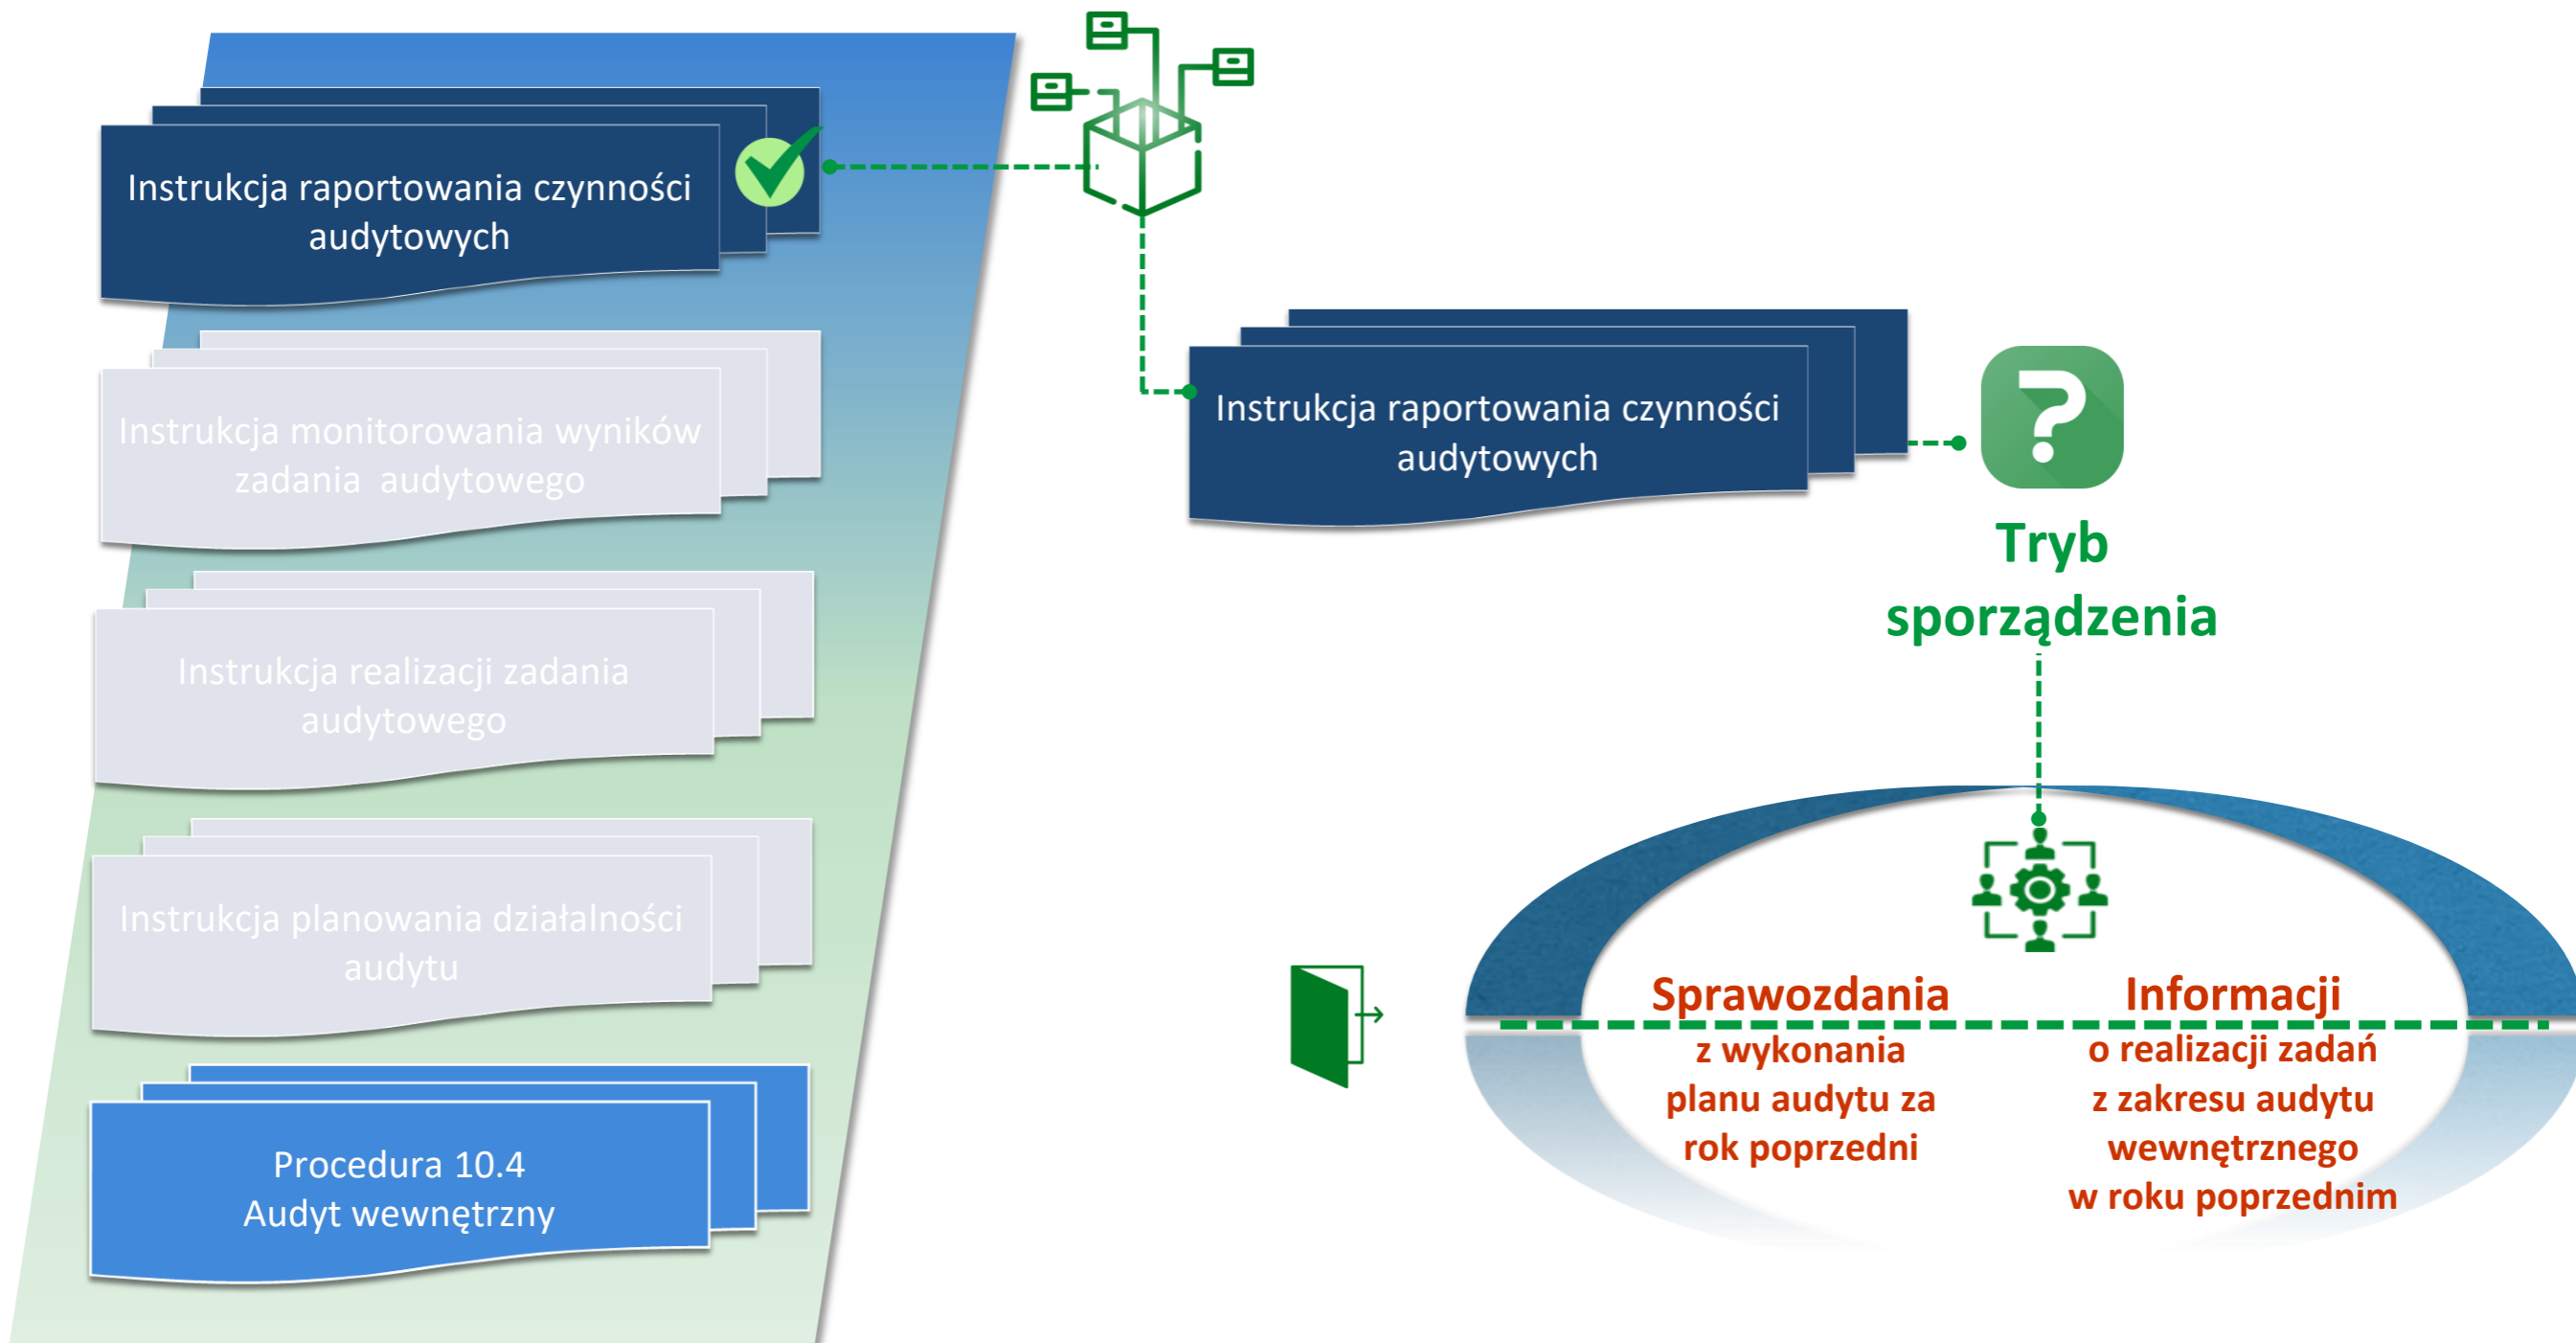 Instrukcja raportowania czynności
audytowych
Instrukcja monitorowania wyników
zadania audytowego
Instrukcja realizacji zadania
audytowego
Instrukcja planowania działalności
audytu
Procedura 10.4
Audyt wewnętrzny
Instrukcja raportowania czynności
audytowych
Tryb
sporządzenia
Sprawozdania
z wykonania
planu audytu za
rok poprzedni
Informacji
o realizacji zadań
z zakresu audytu
wewnętrznego
w roku poprzednim